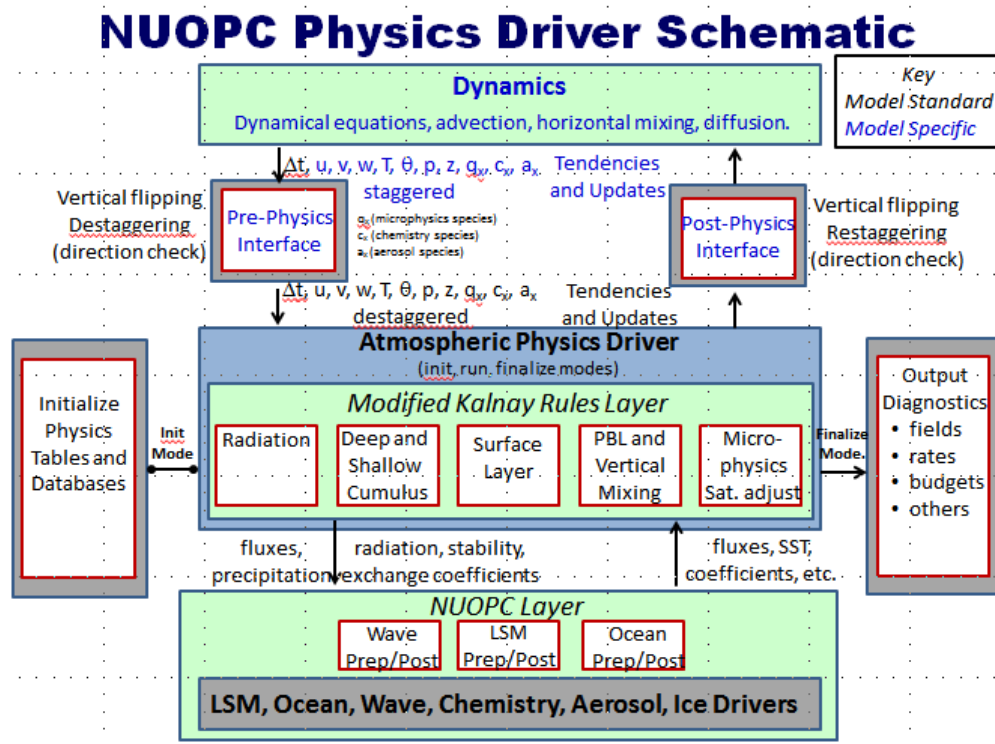 NUOPC Physics Driver Schematic
Key
Model Standard
Model Specific
Dynamics
Dynamical equations, advection, horizontal mixing, diffusion.
Δt, u, v, w, T, θ, p, z, qₓ, cₓ, aₓ
staggered
Tendencies
and Updates
Vertical flipping
Destaggering
(direction check)
Pre-Physics
Interface
qₓ (microphysics species)
cₓ (chemistry species)
aₓ (aerosol species)
Post-Physics
Interface
Vertical flipping
Restaggering
(direction check)
Δt, u, v, w, T, θ, p, z, qₓ, cₓ, aₓ
destaggered
Tendencies
and Updates
Atmospheric Physics Driver
(init, run. finalize modes)
Modified Kalnay Rules Layer
Radiation
Deep and
Shallow
Cumulus
Surface
Layer
PBL and
Vertical
Mixing
Micro-
physics
Sat. adjust
Initialize
Physics
Tables and
Databases
Init
Mode
Finalize
Mode.
Output
Diagnostics
• fields
• rates
• budgets
• others
fluxes,
precipitation
radiation, stability,
exchange coefficients
fluxes, SST,
coefficients, etc.
NUOPC Layer
Wave
Prep/Post
LSM
Prep/Post
Ocean
Prep/Post
LSM, Ocean, Wave, Chemistry, Aerosol, Ice Drivers